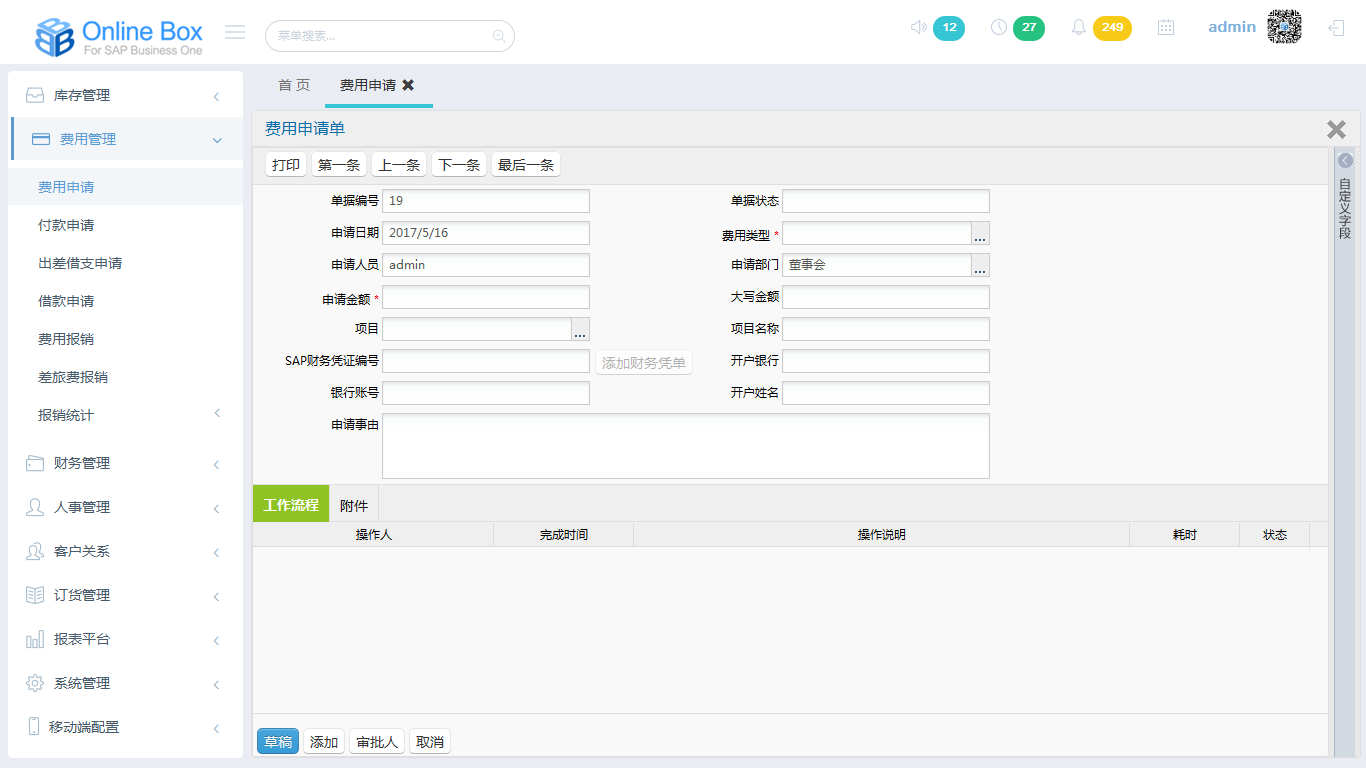 Online Box
For SAP Business One
菜单搜索...
12
27
249
admin
库存管理
费用管理
费用申请
付款申请
出差借支申请
借款申请
费用报销
差旅费报销
报销统计
财务管理
人事管理
客户关系
订货管理
报表平台
系统管理
移动端配置
首 页
费用申请
费用申请单
打印 第一条 上一条 下一条 最后一条
单据编号 19 单据状态
申请日期 2017/5/16 费用类型 * ...
申请人员 admin 申请部门 董事会 ...
申请金额 * 大写金额
项目 ... 项目名称
SAP财务凭证编号 添加财务凭单 开户银行
银行账号 开户姓名
申请事由
工作流程 附件
操作人 完成时间 操作说明 耗时 状态
草稿 添加 审批人 取消
自定义字段